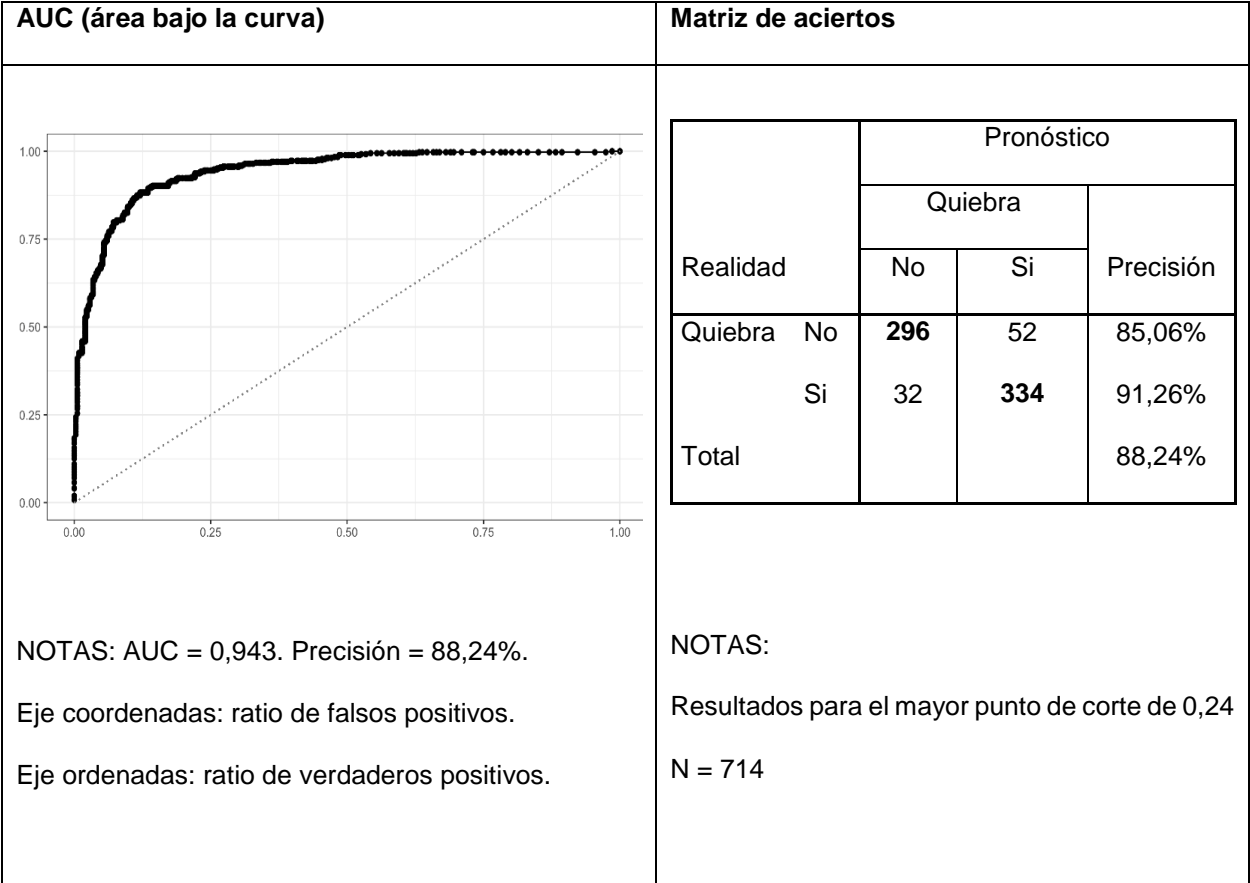 AUC (área bajo la curva)
1.00
0.75
0.50
0.25
0.00
0.00 0.25 0.50 0.75 1.00
NOTAS: AUC = 0,943. Precisión = 88,24%.
Eje coordenadas: ratio de falsos positivos.
Eje ordenadas: ratio de verdaderos positivos.
Matriz de aciertos
Pronóstico
Quiebra
Realidad No Si Precisión
Quiebra No 296 52 85,06%
Si 32 334 91,26%
Total 88,24%
NOTAS:
Resultados para el mayor punto de corte de 0,24
N = 714